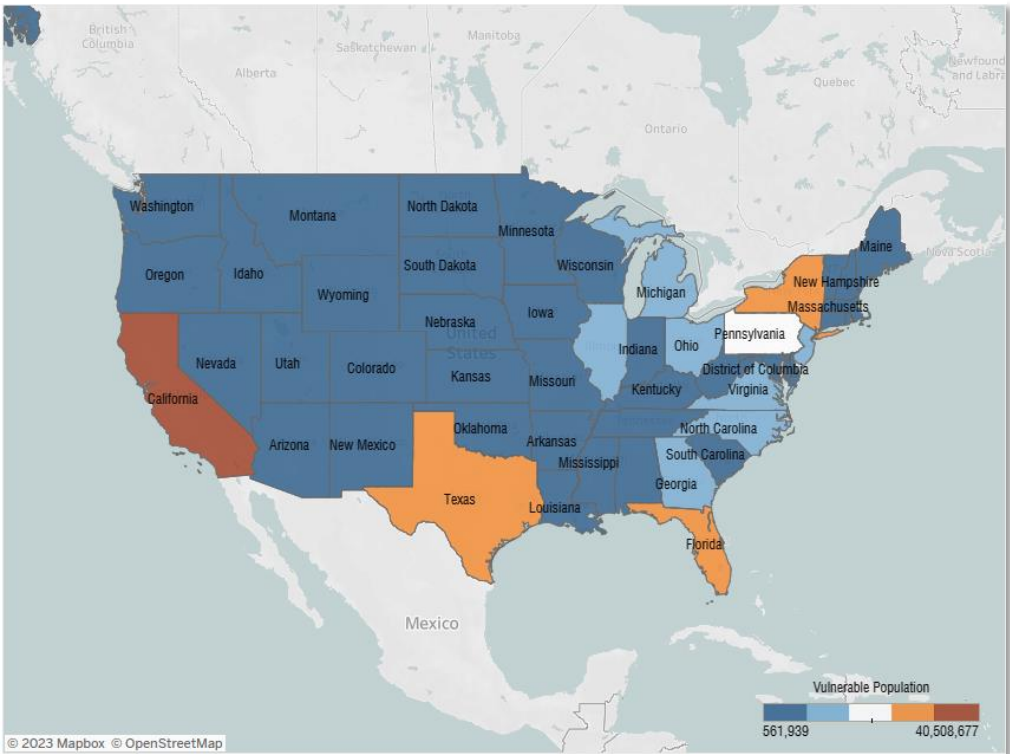 British
Columbia
Alberta
Saskatchewan
Manitoba
Ontario
Quebec
Newfound
and Labra
Nova Scotia
Washington
Montana
North Dakota
Minnesota
Maine
Oregon
Idaho
South Dakota
Wisconsin
Wyoming
Michigan
New Hampshire
Massachusetts
Nebraska
Iowa
United
States
Pennsylvania
Nevada
Utah
Colorado
Kansas
Missouri
Indiana
Ohio
District of Columbia
Kentucky
Virginia
California
Arizona
New Mexico
Oklahoma
Arkansas
Tennessee
North Carolina
Mississippi
South Carolina
Georgia
Texas
Louisiana
Florida
Mexico
Vulnerable Population
561,939
40,508,677
© 2023 Mapbox © OpenStreetMap